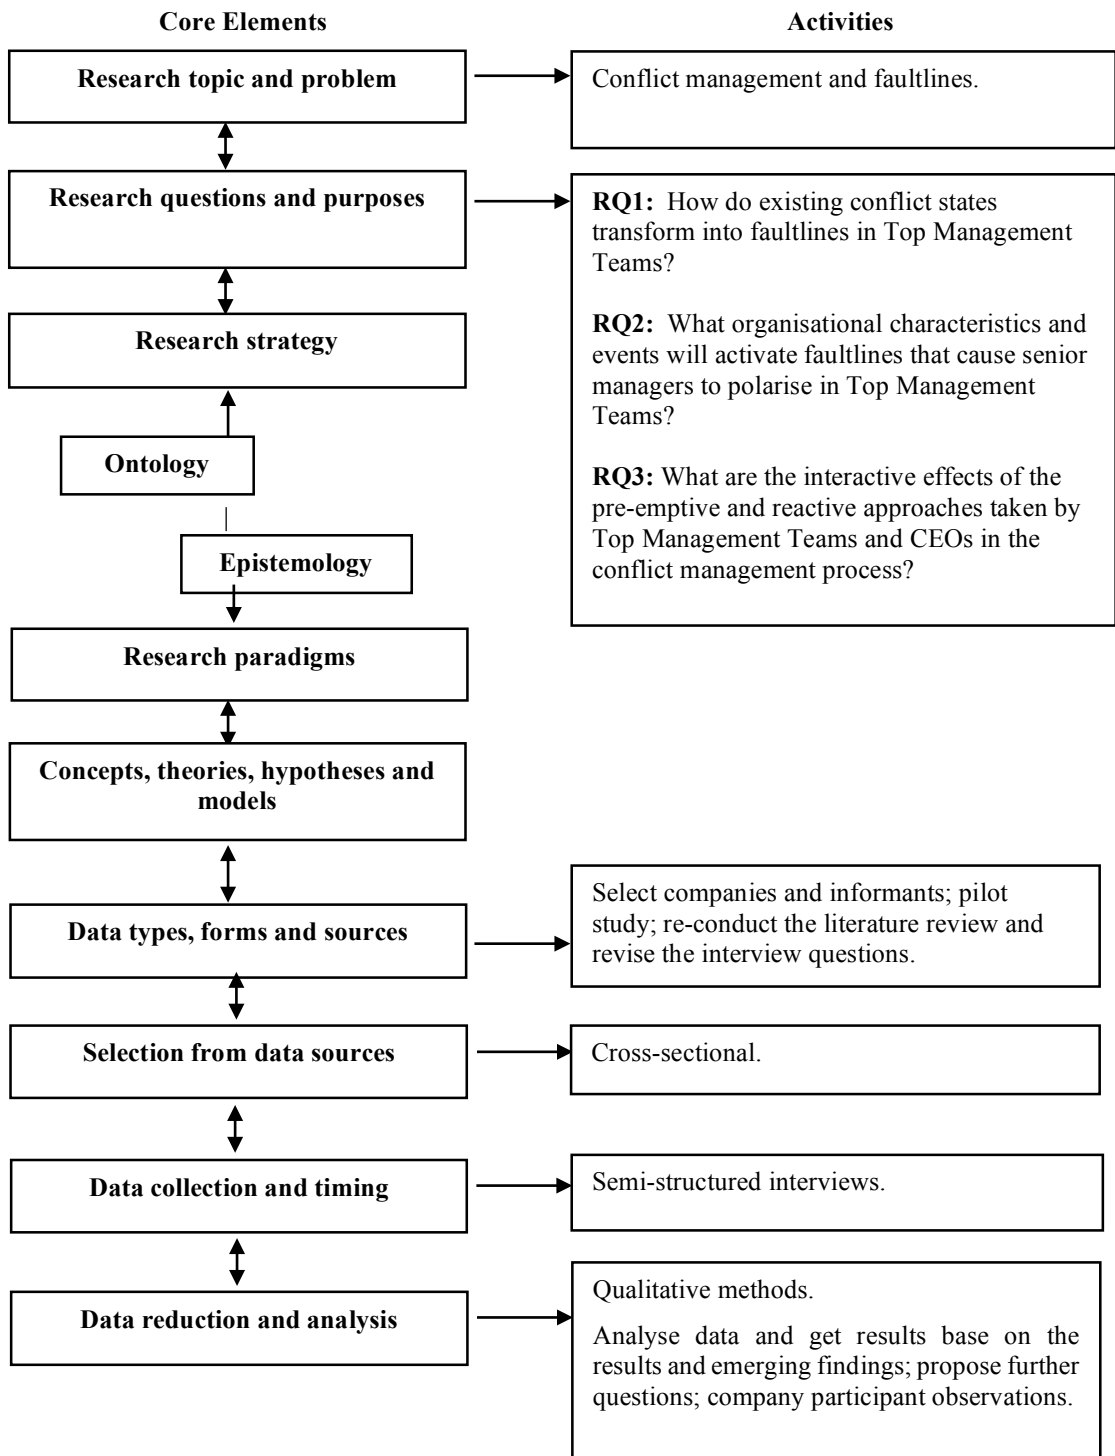 Core Elements
Activities
Research topic and problem
Conflict management and faultlines.
Research questions and purposes
RQ1: How do existing conflict states
transform into faultlines in Top Management
Teams?
RQ2: What organisational characteristics and
events will activate faultlines that cause senior
managers to polarise in Top Management
Teams?
RQ3: What are the interactive effects of the
pre-emptive and reactive approaches taken by
Top Management Teams and CEOs in the
conflict management process?
Research strategy
Ontology
Epistemology
Research paradigms
Concepts, theories, hypotheses and
models
Data types, forms and sources
Select companies and informants; pilot
study; re-conduct the literature review and
revise the interview questions.
Selection from data sources
Cross-sectional.
Data collection and timing
Semi-structured interviews.
Data reduction and analysis
Qualitative methods.
Analyse data and get results base on the
results and emerging findings; propose further
questions; company participant observations.